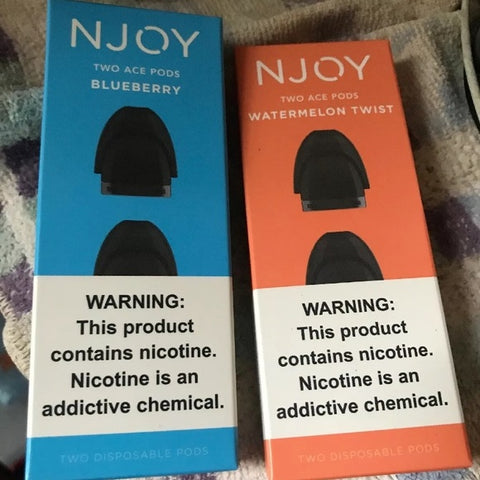 NJOY
TWO ACE PODS
BLUEBERRY
WARNING:
This product
contains nicotine.
Nicotine is an
addictive chemical.
TWO DISPOSABLE PODS
NJOY
TWO ACE PODS
WATERMELON TWIST
WARNING:
This product
contains nicotine.
Nicotine is an
addictive chemical.
TWO DISPOSABLE PODS